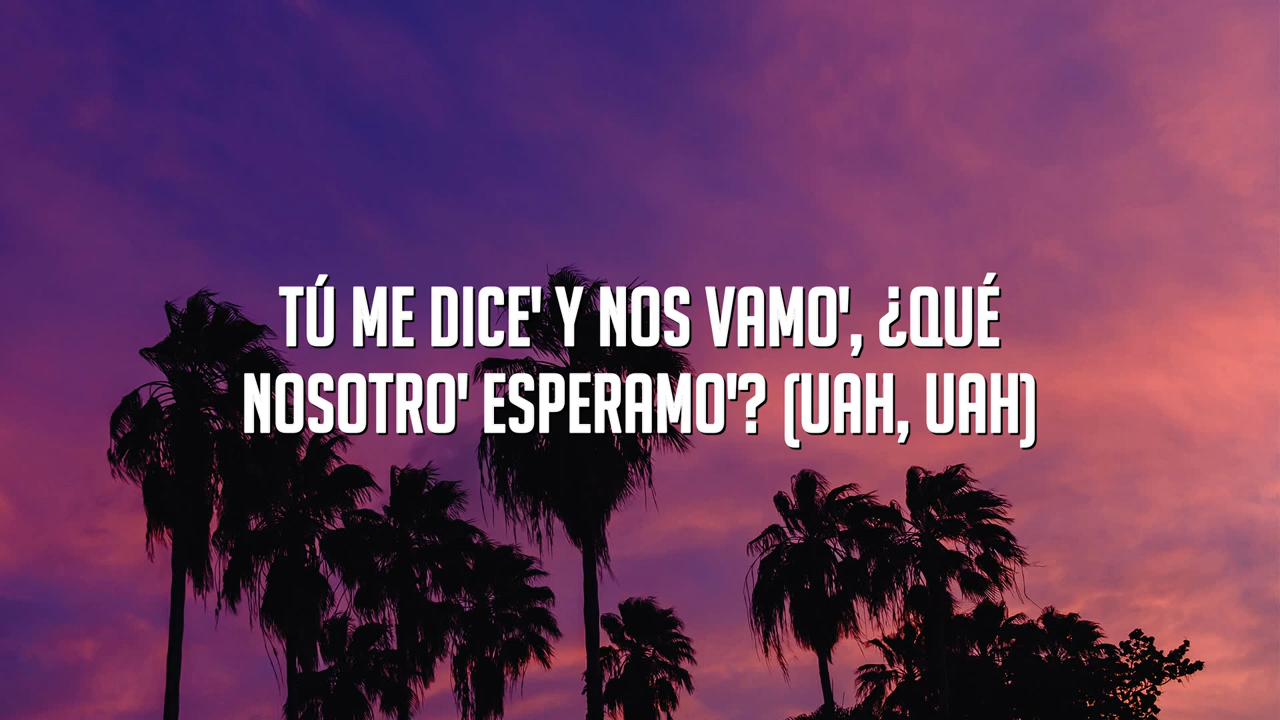 TÚ ME DICE' Y NOS VAMO', ¿QUÉ
NOSOTRO' ESPERAMO'? (UAH, UAH)